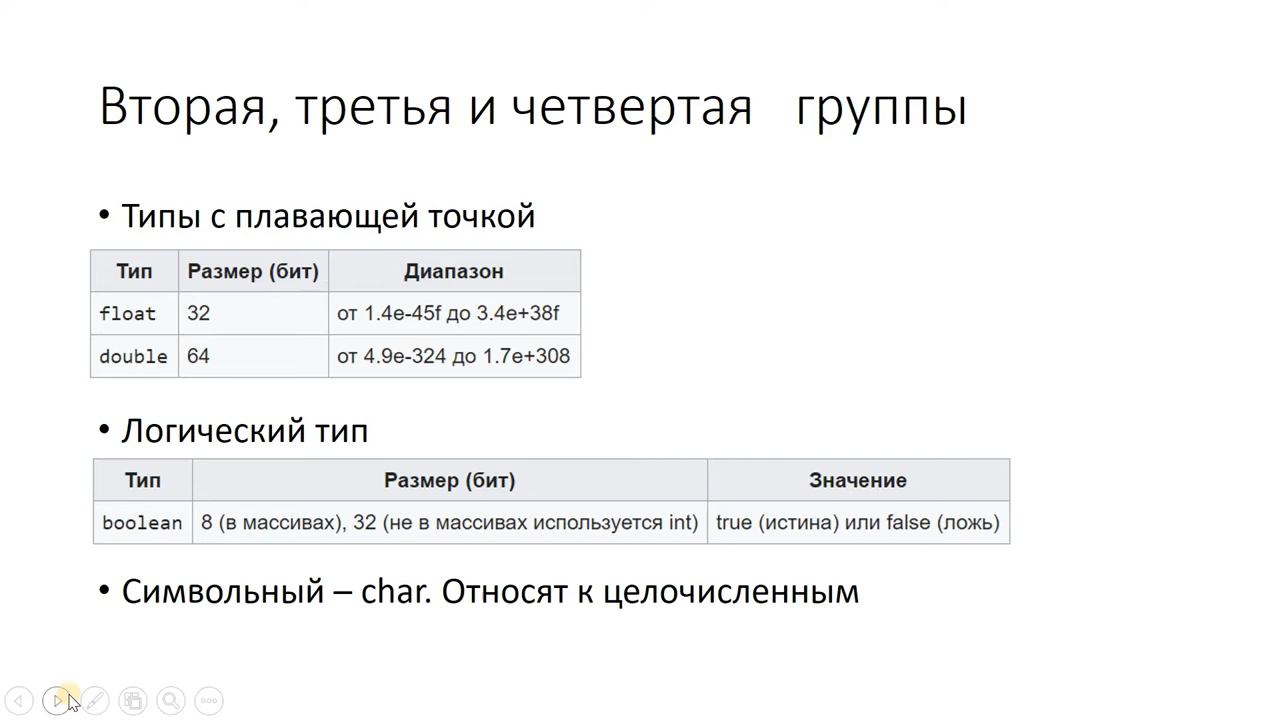 Вторая, третья и четвертая группы
• Типы с плавающей точкой
Тип Размер (бит) Диапазон
float 32 от 1.4e-45f до 3.4e+38f
double 64 от 4.9e-324 до 1.7e+308
• Логический тип
Тип Размер (бит) Значение
boolean 8 (в массивах), 32 (не в массивах используется int) true (истина) или false (ложь)
• Символьный – char. Относят к целочисленным